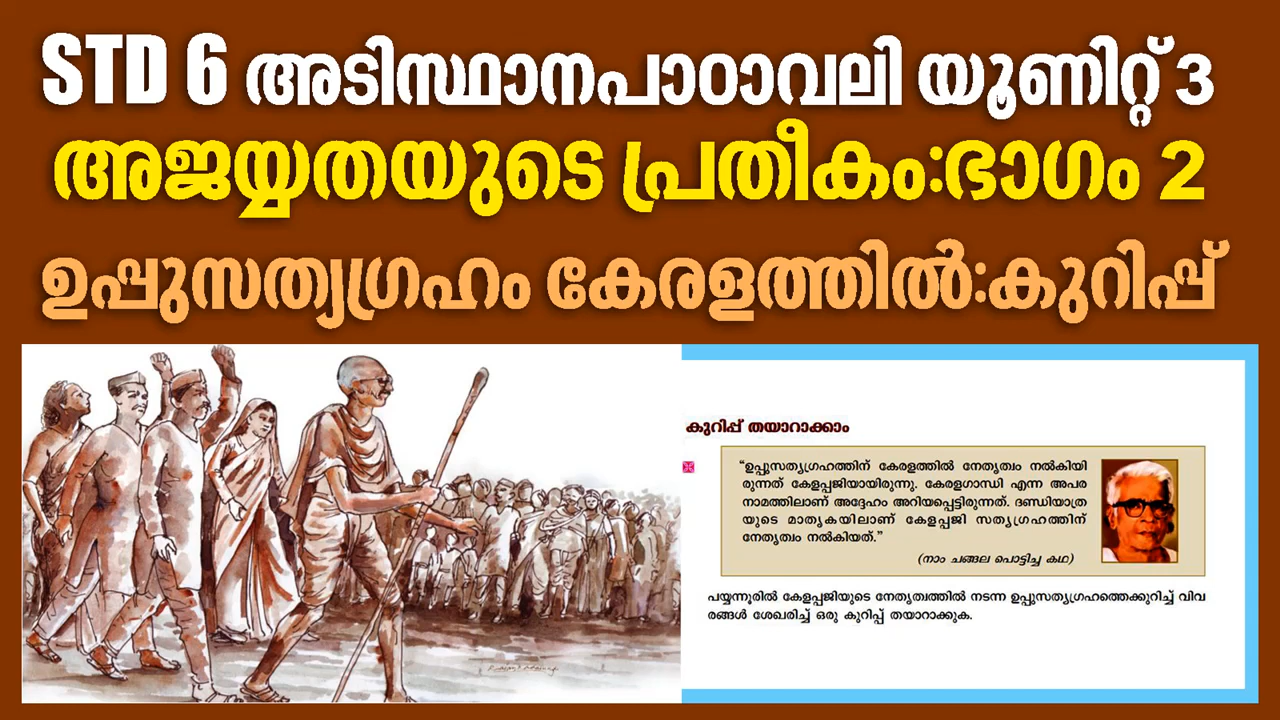 STD 6 അടിസ്ഥാനപാഠാവലി യൂണിറ്റ് 3
അജയ്യതയുടെ പ്രതീകം:ഭാഗം 2
ഉപ്പുസത്യഗ്രഹം കേരളത്തിൽ:കുറിപ്പ്
കുറിപ്പ് തയാറാക്കാം
“ഉപ്പുസത്യഗ്രഹത്തിന് കേരളത്തിൽ നേതൃത്വം നൽകിയി
രുന്നത് കേളപ്പജിയായിരുന്നു. കേരളഗാന്ധി എന്ന അപര
നാമത്തിലാണ് അദ്ദേഹം അറിയപ്പെട്ടിരുന്നത്. ദണ്ഡിയാത്ര
യുടെ മാതൃകയിലാണ് കേളപ്പജി സത്യഗ്രഹത്തിന്
നേതൃത്വം നൽകിയത്.”
(നാം ചങ്ങല പൊട്ടിച്ച കഥ)
പയ്യന്നൂരിൽ കേളപ്പജിയുടെ നേതൃത്വത്തിൽ നടന്ന ഉപ്പുസത്യഗ്രഹത്തെക്കുറിച്ച് വിവ
രങ്ങൾ ശേഖരിച്ച് ഒരു കുറിപ്പ് തയാറാക്കുക.